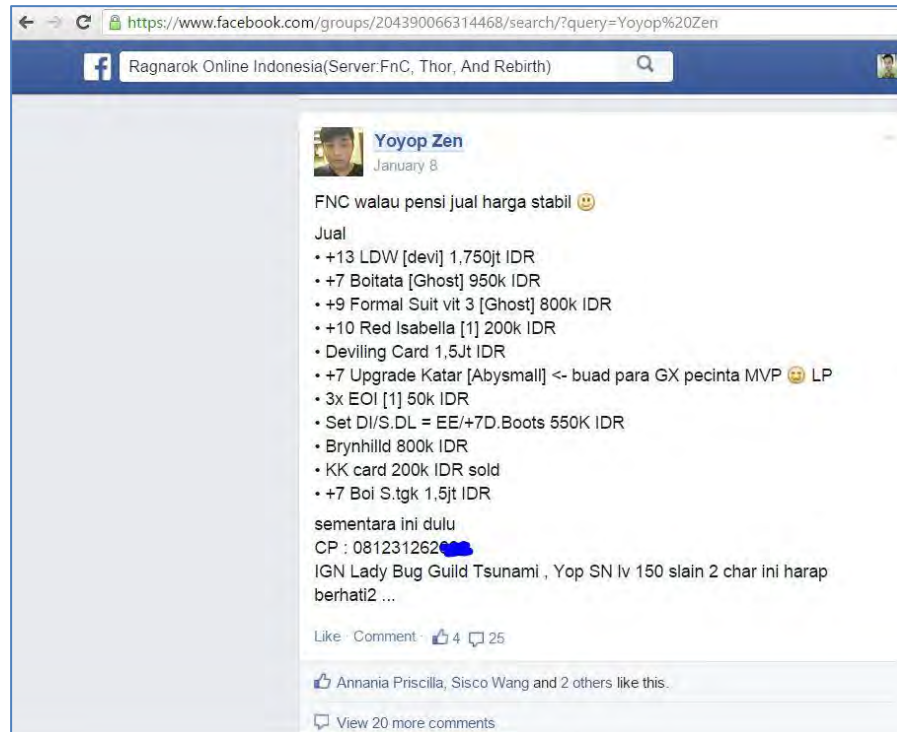 https://www.facebook.com/groups/204390066314468/search/?query=Yoyop%20Zen
Ragnarok Online Indonesia(Server:FnC, Thor, And Rebirth)
Yoyop Zen
January 8
FNC walau pensi jual harga stabil
Jual
• +13 LDW [devi] 1,750jt IDR
• +7 Boitata [Ghost] 950k IDR
• +9 Formal Suit vit 3 [Ghost] 800k IDR
• +10 Red Isabella [1] 200k IDR
• Deviling Card 1,5Jt IDR
• +7 Upgrade Katar [Abysmall] <- buad para GX pecinta MVP 😀 LP
• 3x EOI [1] 50k IDR
• Set DI/S.DL = EE/+7D.Boots 550K IDR
• Brynhilld 800k IDR
• KK card 200k IDR sold
• +7 Boi S.tgk 1,5jt IDR
sementara ini dulu
CP : 081231262
IGN Lady Bug Guild Tsunami , Yop SN lv 150 slain 2 char ini harap
berhati2 ...
Like · Comment · 4 25
Annania Priscilla, Sisco Wang and 2 others like this.
View 20 more comments